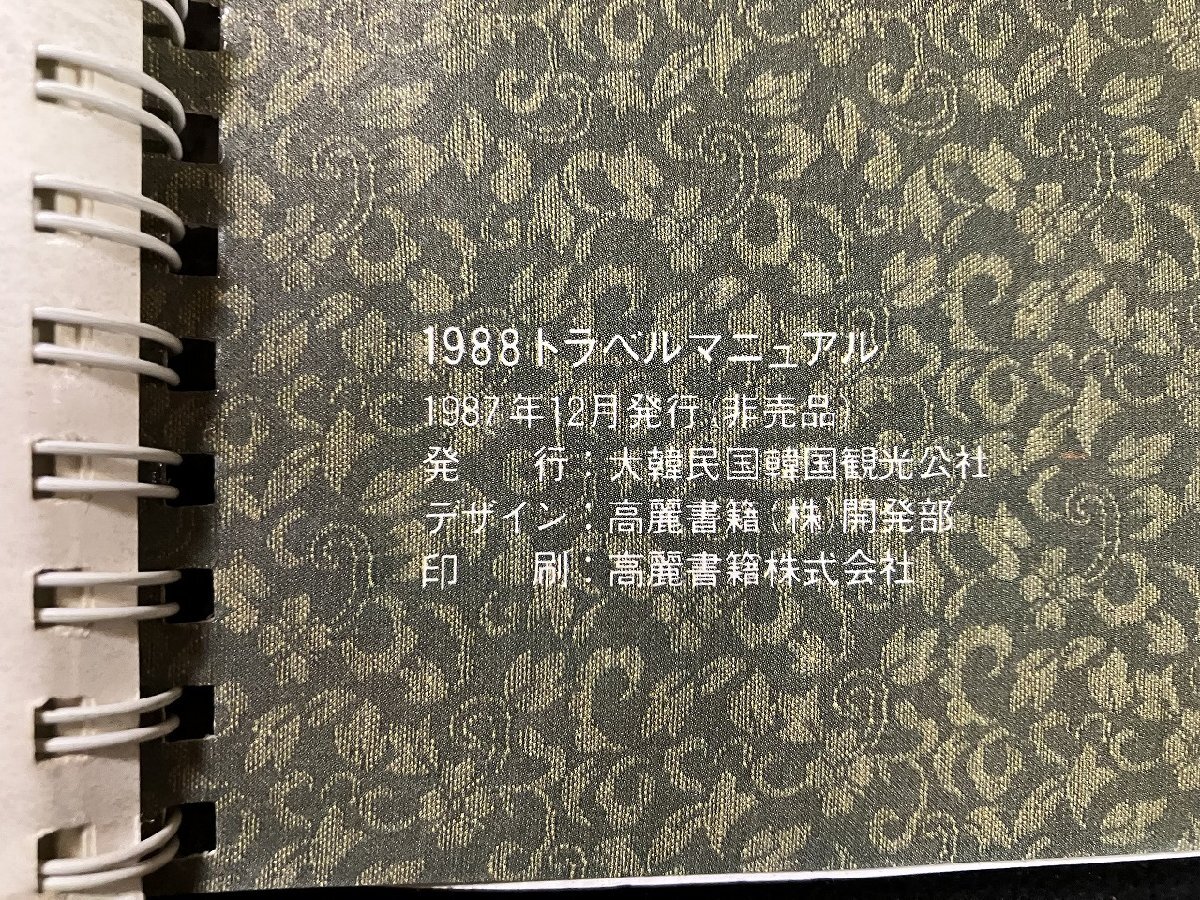 1988トラベルマニュアル
1987年12月発行(非売品)
発　　行：大韓民国韓国観光公社
デザイン：高麗書籍(株)開発部
印　　刷：高麗書籍株式会社